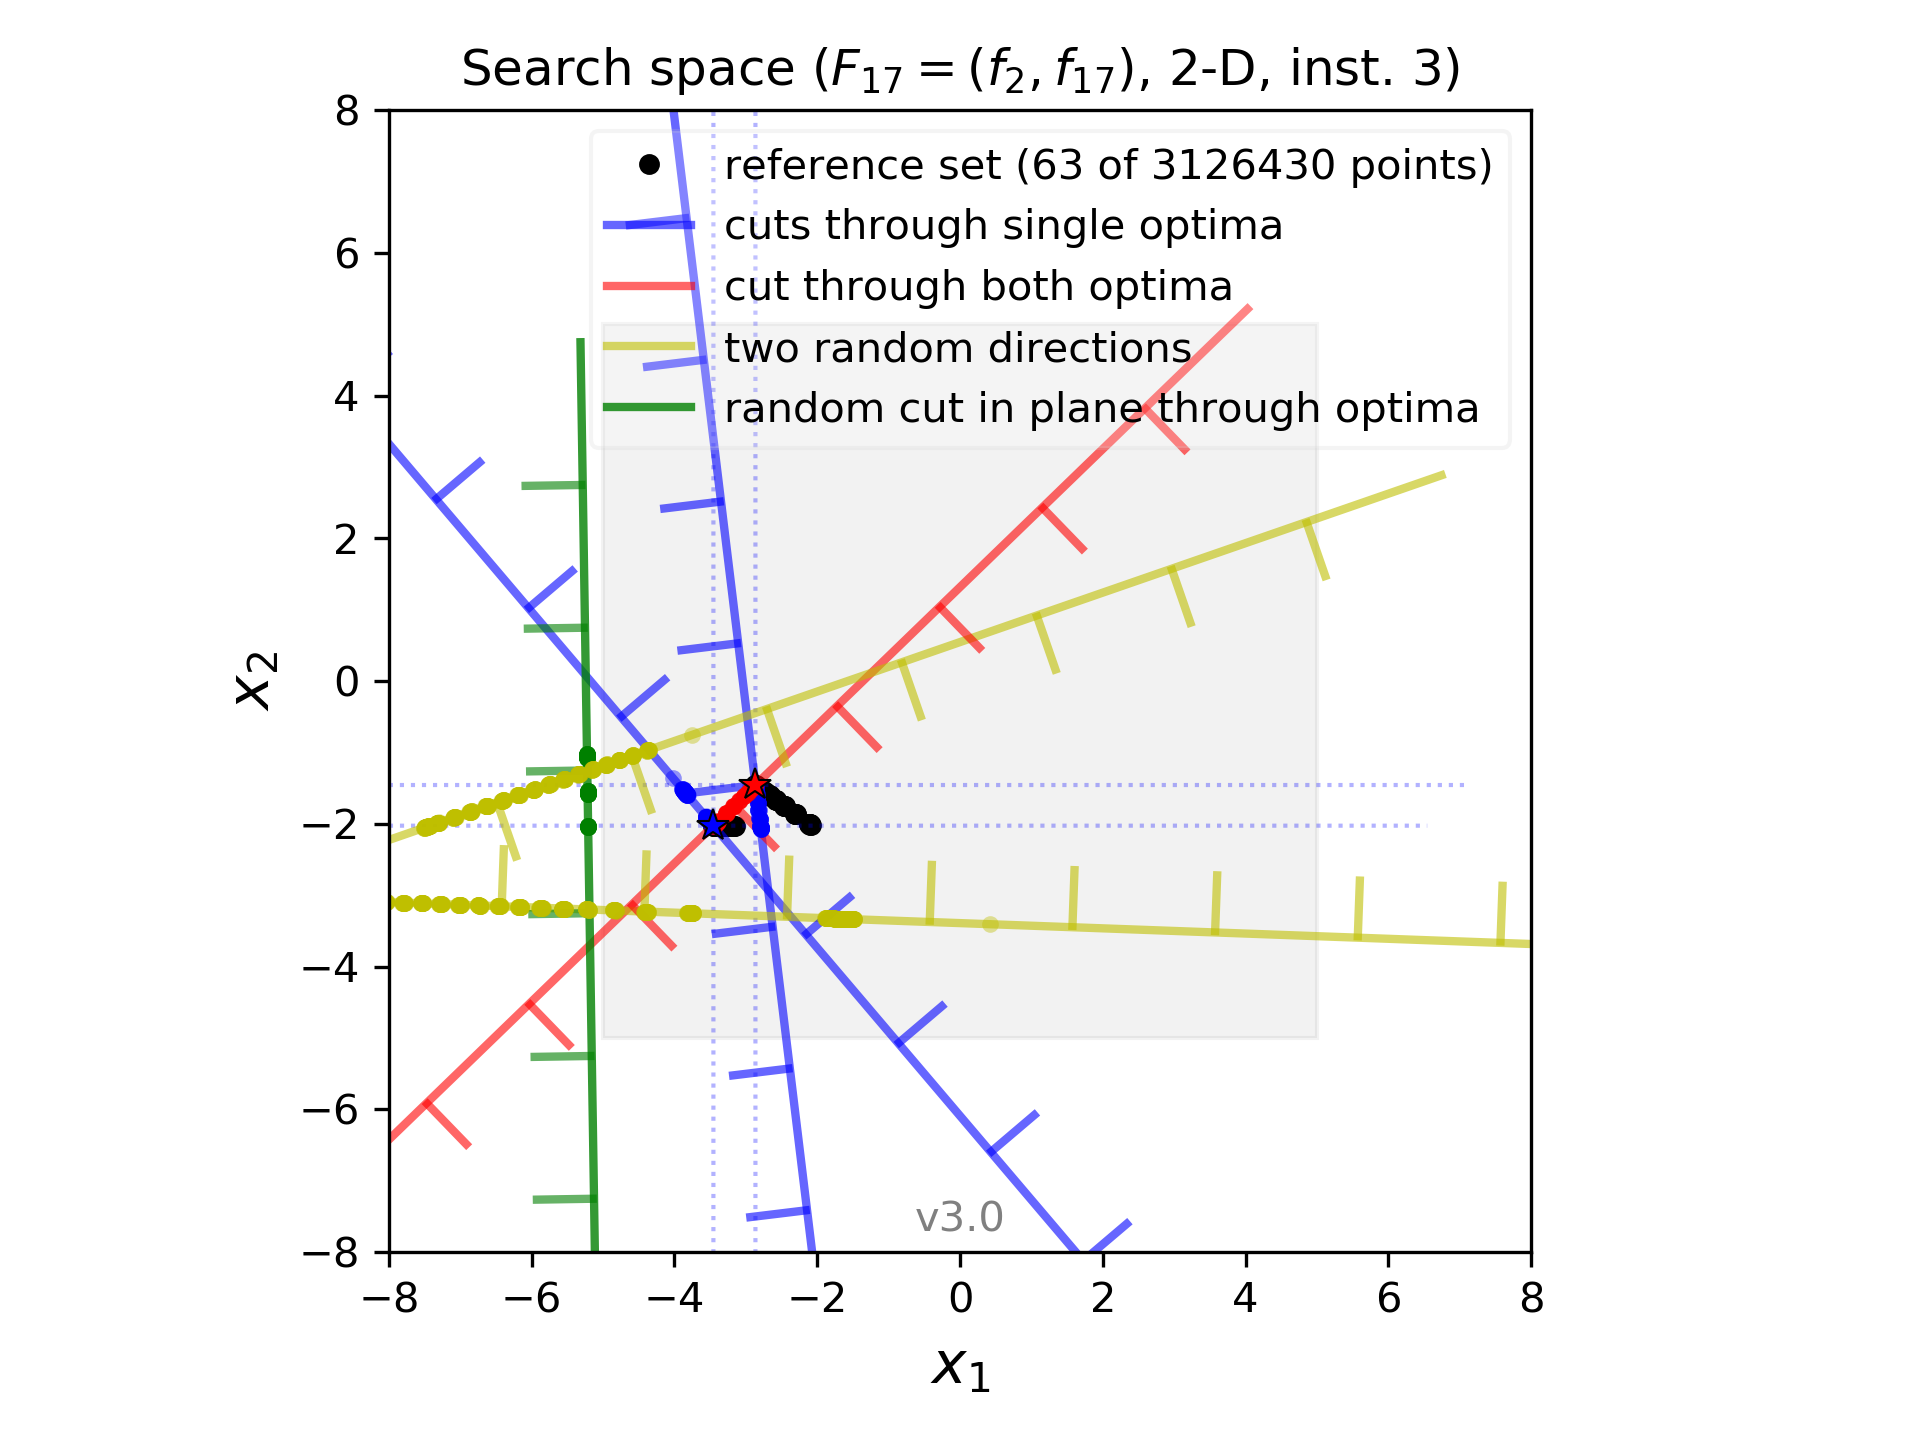 Search space (F₁₇ = (f₂, f₁₇), 2-D, inst. 3)
reference set (63 of 3126430 points)
cuts through single optima
cut through both optima
two random directions
random cut in plane through optima
8
6
4
2
0
−2
−4
−6
−8
x₂
v3.0
−8 −6 −4 −2 0 2 4 6 8
x₁